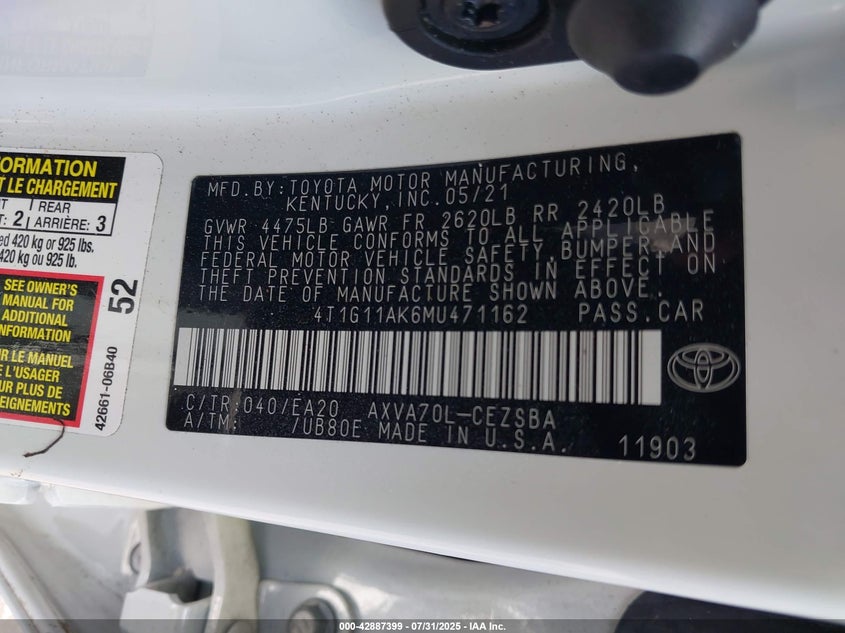 FORMATION
T LE CHARGEMENT
NT
T: 2
REAR
ARRIÈRE: 3
ed 420 kg or 925 lbs.
420 kg ou 925 lb.
SEE OWNER'S
MANUAL FOR
ADDITIONAL
INFORMATION
R LE MANUEL
L'USAGER
UR PLUS DE
EIGNEMENTS
52
42661-06B40
MFD.BY:TOYOTA MOTOR MANUFACTURING,
KENTUCKY,INC.05/21
GVWR 4475LB GAWR FR 2620LB RR 2420LB
THIS VEHICLE CONFORMS TO ALL APPLICABLE
FEDERAL MOTOR VEHICLE SAFETY,BUMPER,AND
THEFT PREVENTION STANDARDS IN EFFECT ON
THE DATE OF MANUFACTURE SHOWN ABOVE.
4T1G11AK6MU471162 PASS.CAR
C/TR:040/EA20 AXVA70L-CEZSBA
A/TM: /UB80E MADE IN U.S.A.
11903
000-42887399 - 07/31/2025 - IAA Inc.